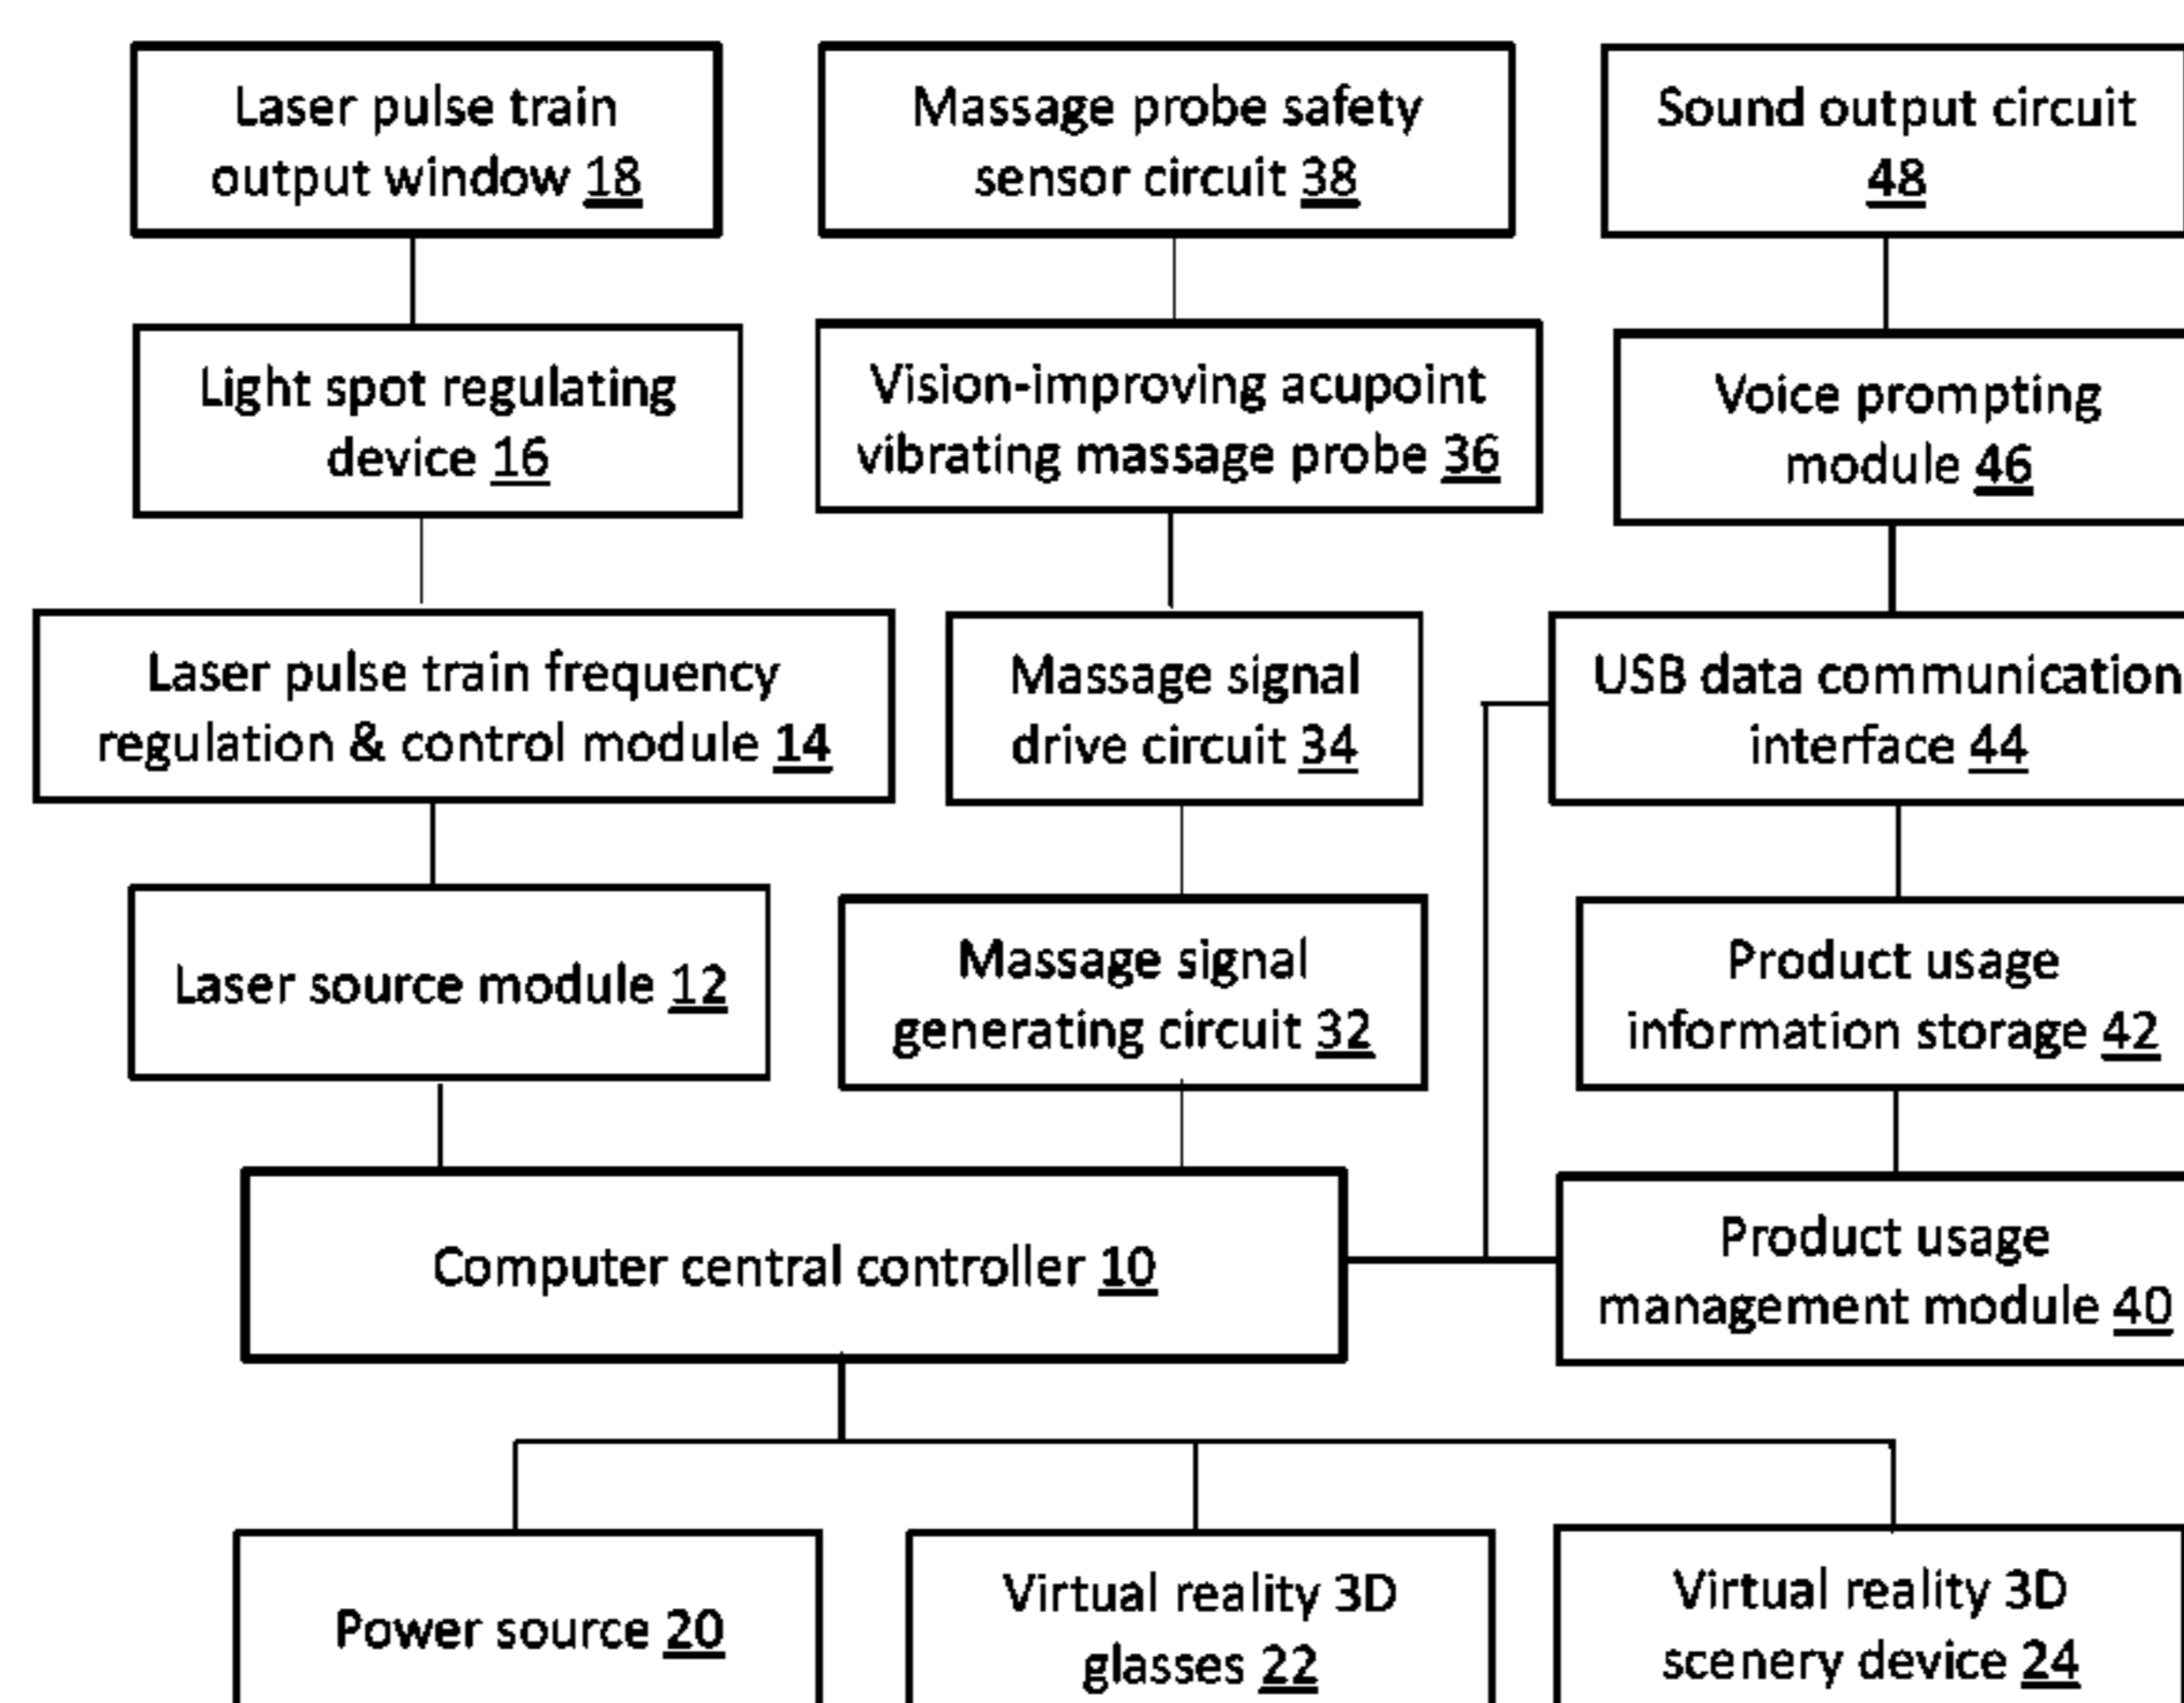 Laser pulse train
output window 18
Massage probe safety
sensor circuit 38
Sound output circuit
48
Light spot regulating
device 16
Vision-improving acupoint
vibrating massage probe 36
Voice prompting
module 46
Laser pulse train frequency
regulation & control module 14
Massage signal
drive circuit 34
USB data communication
interface 44
Laser source module 12
Massage signal
generating circuit 32
Product usage
information storage 42
Computer central controller 10
Product usage
management module 40
Power source 20
Virtual reality 3D
glasses 22
Virtual reality 3D
scenery device 24